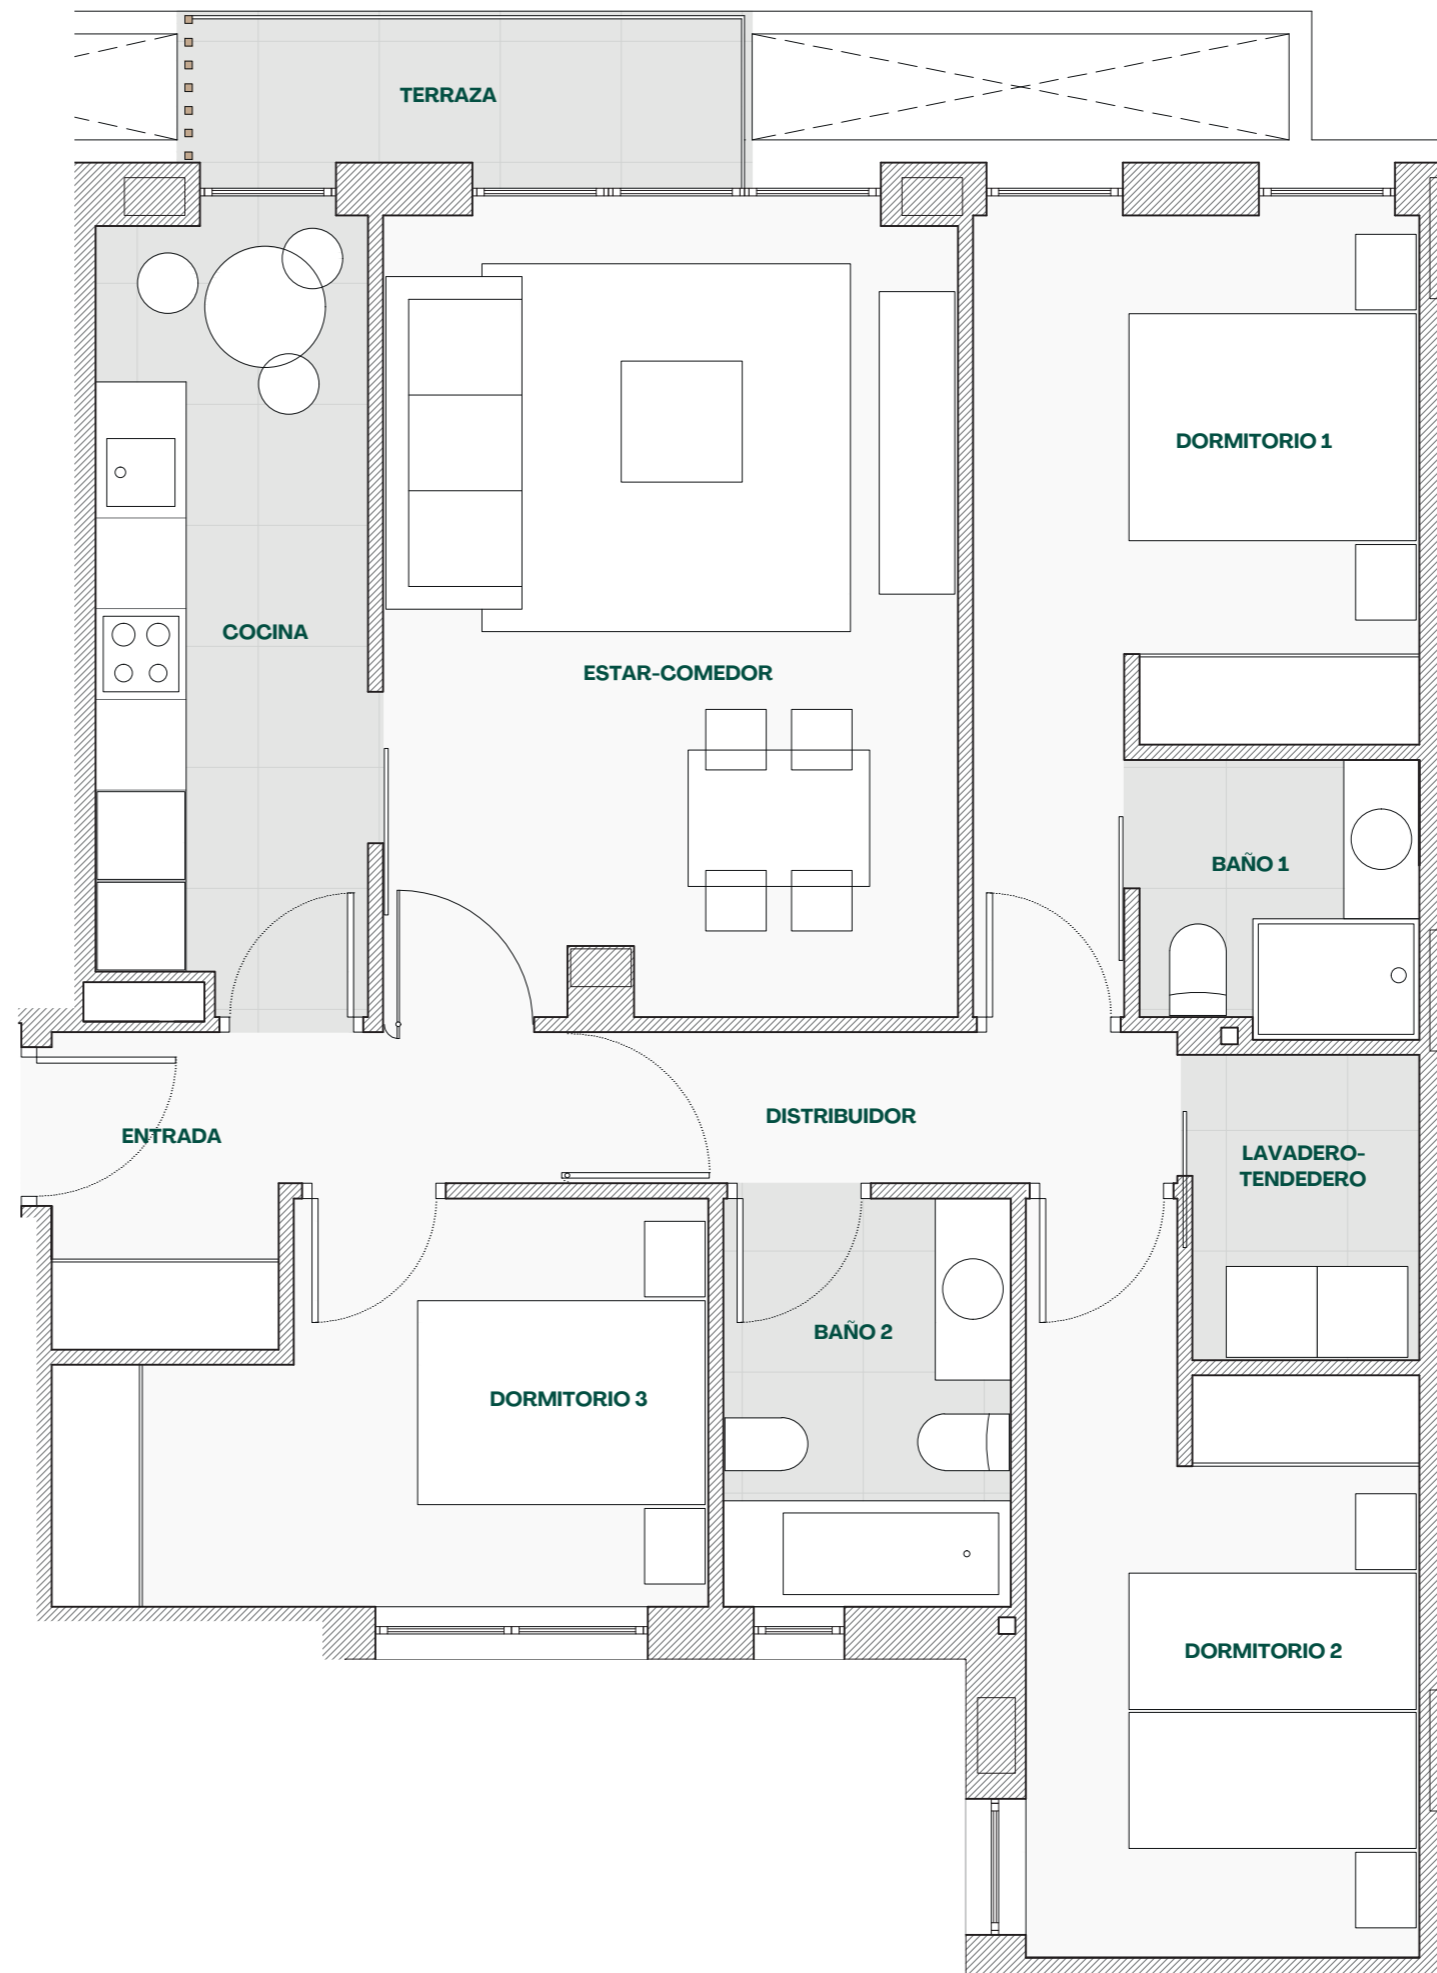 TERRAZA
DORMITORIO 1
COCINA
ESTAR-COMEDOR
BAÑO 1
DISTRIBUIDOR
ENTRADA
LAVADERO-
TENDEDERO
BAÑO 2
DORMITORIO 3
DORMITORIO 2